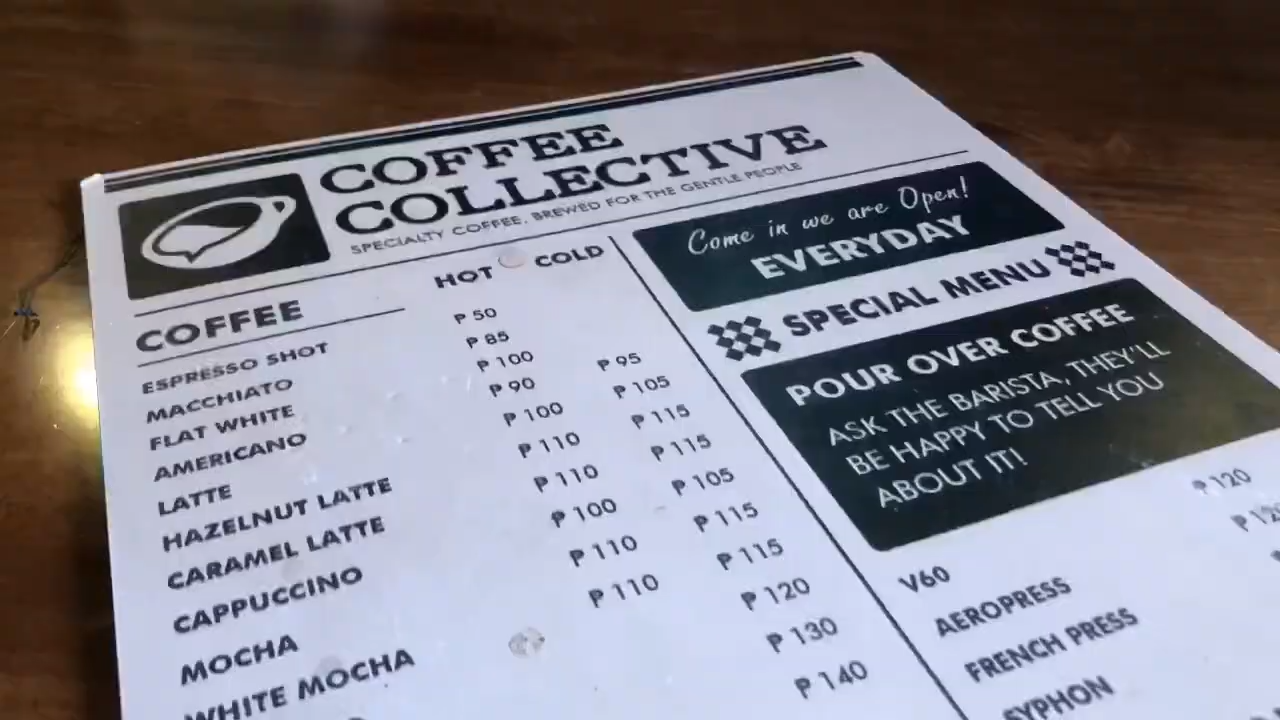 COFFEE
COLLECTIVE
SPECIALTY COFFEE, BREWED FOR THE GENTLE PEOPLE
HOT COLD
COFFEE
ESPRESSO SHOT ₱50
MACCHIATO ₱85
FLAT WHITE ₱100
AMERICANO ₱90 ₱95
LATTE ₱100 ₱105
HAZELNUT LATTE ₱110 ₱115
CARAMEL LATTE ₱110 ₱115
CAPPUCCINO ₱100 ₱105
MOCHA ₱110 ₱115
WHITE MOCHA ₱110 ₱115
₱120
₱130
₱140
Come in we are Open!
EVERYDAY
SPECIAL MENU
POUR OVER COFFEE
ASK THE BARISTA, THEY'LL
BE HAPPY TO TELL YOU
ABOUT IT!
V60 ₱120
AEROPRESS
FRENCH PRESS
SYPHON